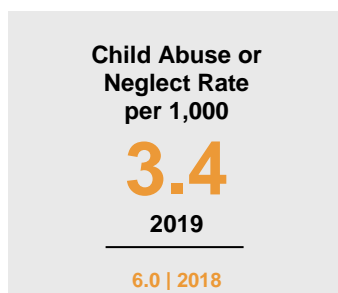 Child Abuse or
Neglect Rate
per 1,000
3.4
2019
6.0 | 2018